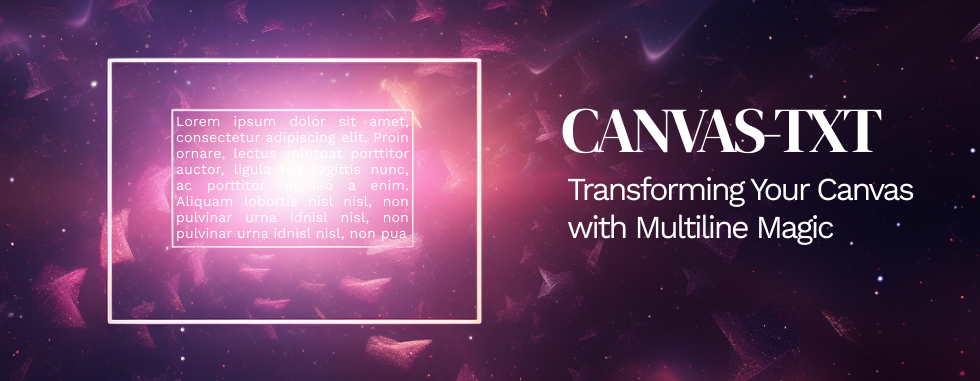 Lorem ipsum dolor sit amet,
consectetur adipiscing elit. Proin
ornare, lectus volutpat porttitor
auctor, ligula leo sagittis nunc,
ac porttitor mi leo a enim.
Aliquam lobortis nisl nisl, non
pulvinar urna idnisl nisl, non
pulvinar urna idnisl nisl, non pua
CANVAS-TXT
Transforming Your Canvas
with Multiline Magic